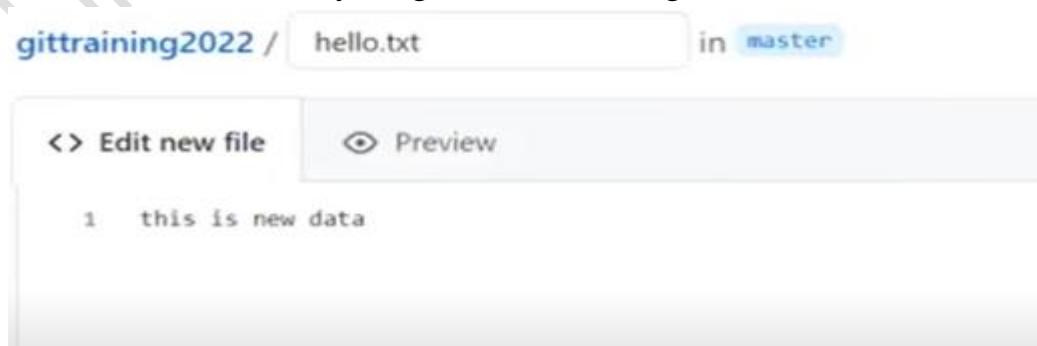 gittraining2022 / hello.txt in master
<> Edit new file Preview
1 this is new data